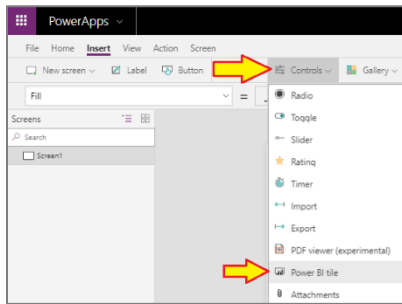 PowerApps
File Home Insert View Action Screen
New screen Label Button Controls Gallery
Fill =
Screens
Search
Screen1
Radio
Toggle
Slider
Rating
Timer
Import
Export
PDF viewer (experimental)
Power BI tile
Attachments